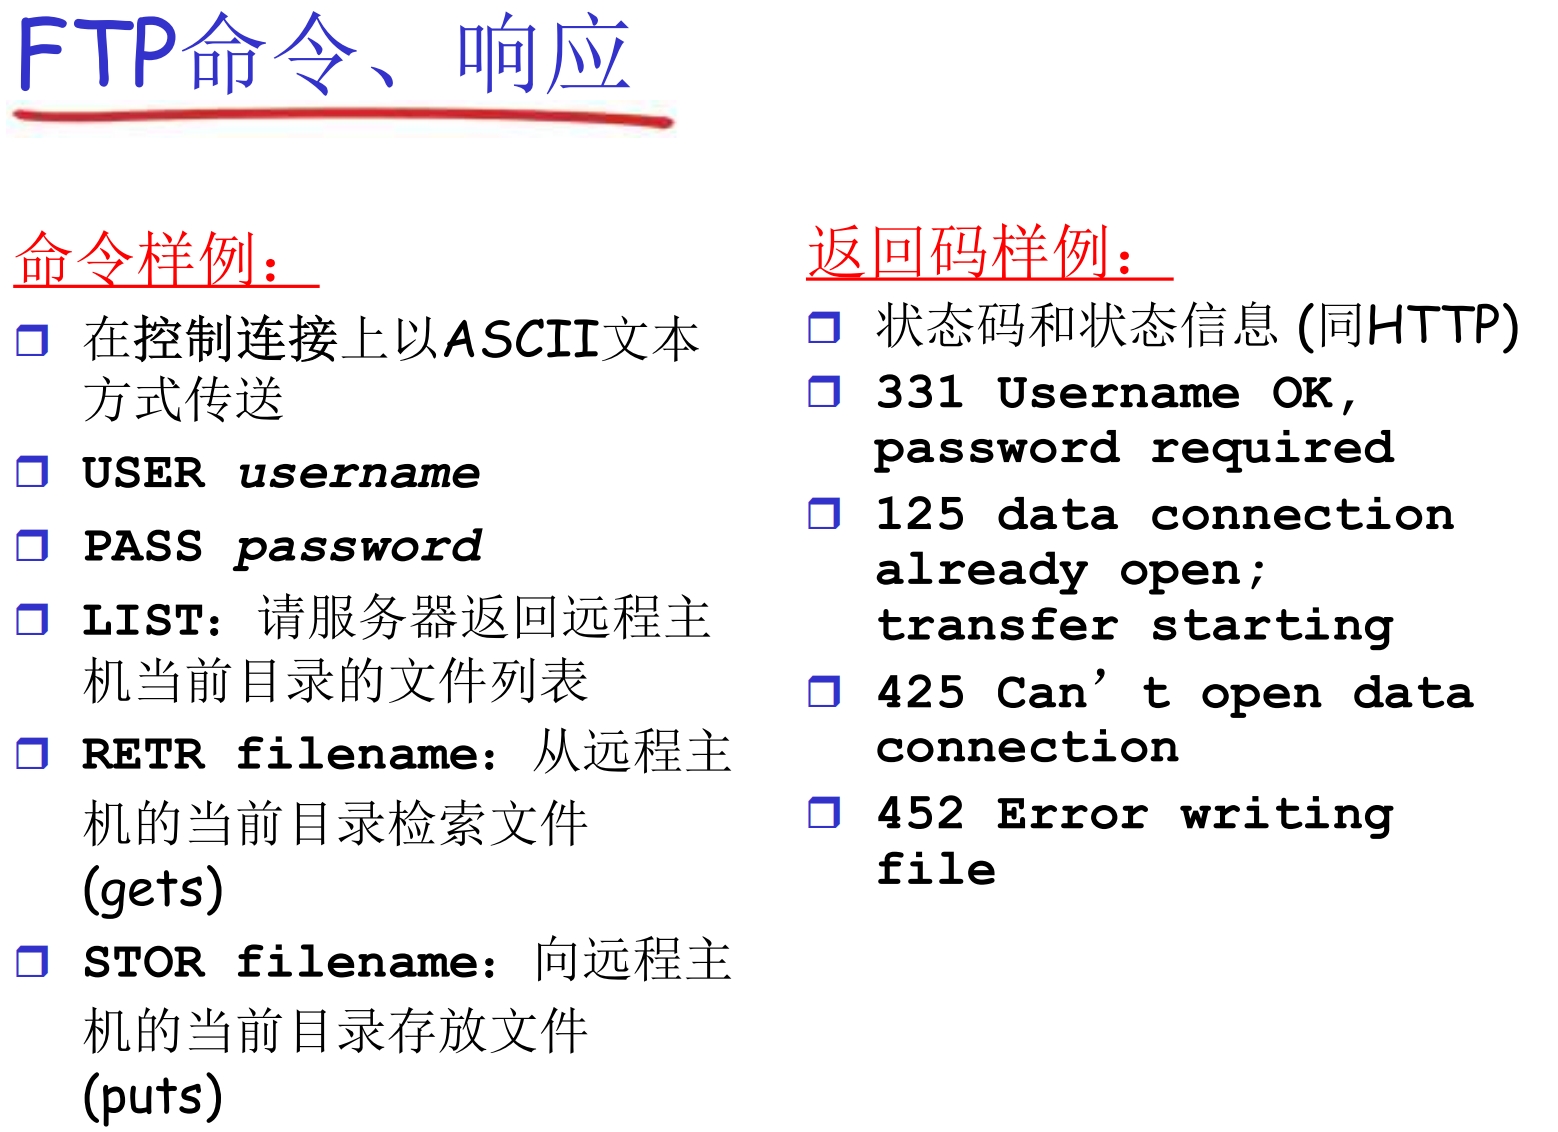 FTP命令、响应
命令样例：
在控制连接上以ASCII文本
方式传送
USER username
PASS password
LIST：请服务器返回远程主
机当前目录的文件列表
RETR filename：从远程主
机的当前目录检索文件
(gets)
STOR filename：向远程主
机的当前目录存放文件
(puts)
返回码样例：
状态码和状态信息 (同HTTP)
331 Username OK,
password required
125 data connection
already open;
transfer starting
425 Can’t open data
connection
452 Error writing
file